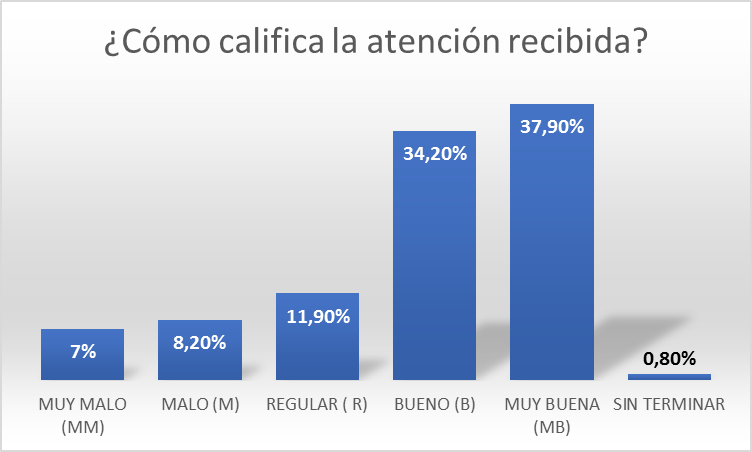 ¿Cómo califica la atención recibida?
37,90%
34,20%
11,90%
8,20%
7%
0,80%
MUY MALO (MM)
MALO (M)
REGULAR ( R)
BUENO (B)
MUY BUENA (MB)
SIN TERMINAR